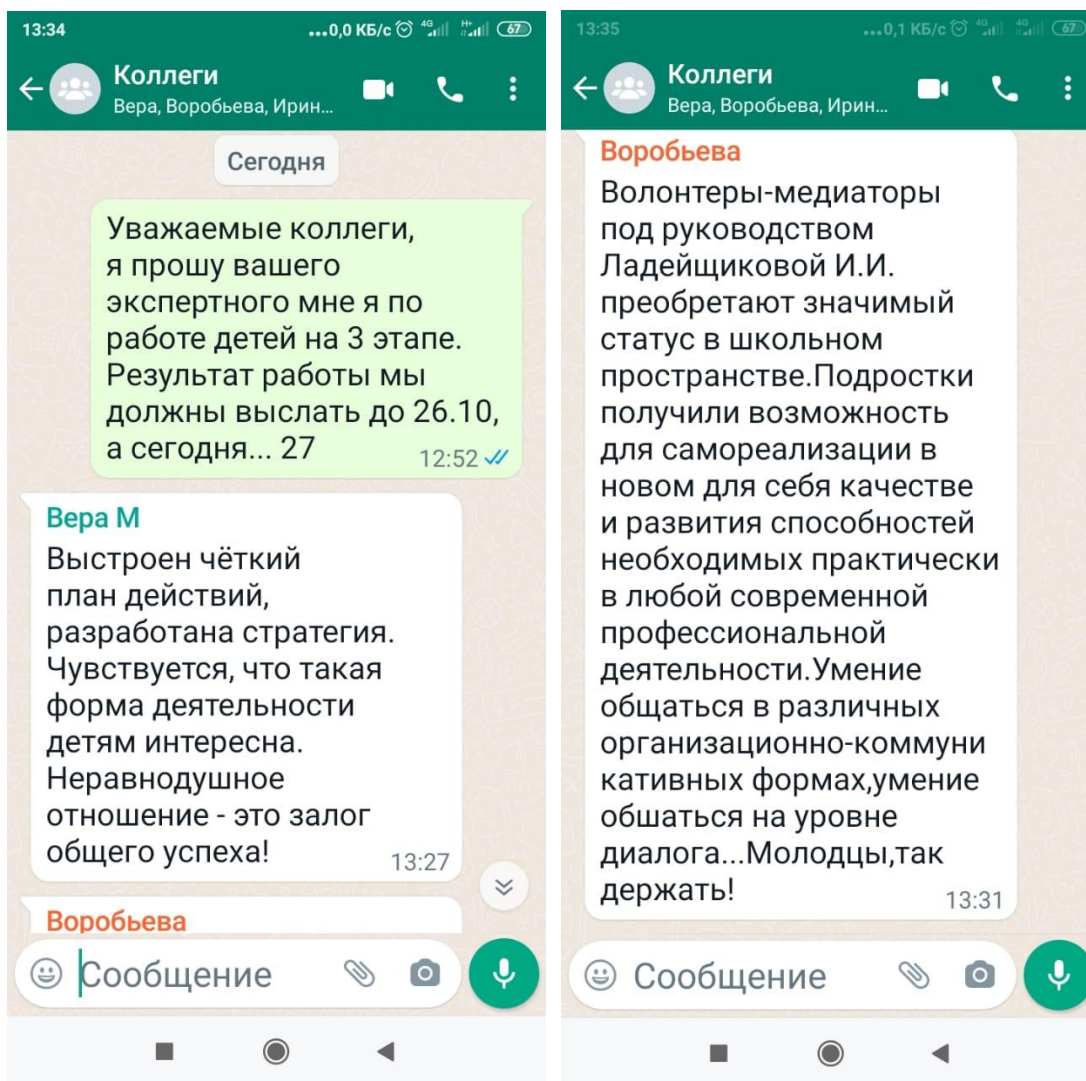 13:34
...0,0 КБ/с 4G H+ 67
Коллеги
Вера, Воробьева, Ирин...
Сегодня
Уважаемые коллеги,
я прошу вашего
экспертного мне я по
работе детей на 3 этапе.
Результат работы мы
должны выслать до 26.10,
а сегодня... 27
12:52
Вера М
Выстроен чёткий
план действий,
разработана стратегия.
Чувствуется, что такая
форма деятельности
детям интересна.
Неравнодушное
отношение - это залог
общего успеха!
13:27
Воробьева
Сообщение
13:35
...0,1 КБ/с 4G 4G 67
Коллеги
Вера, Воробьева, Ирин...
Воробьева
Волонтеры-медиаторы
под руководством
Ладейщиковой И.И.
преобретают значимый
статус в школьном
пространстве.Подростки
получили возможность
для самореализации в
новом для себя качестве
и развития способностей
необходимых практически
в любой современной
профессиональной
деятельности.Умение
общаться в различных
организационно-коммуни
кативных формах,умение
обшаться на уровне
диалога...Молодцы,так
держать!
13:31
Сообщение